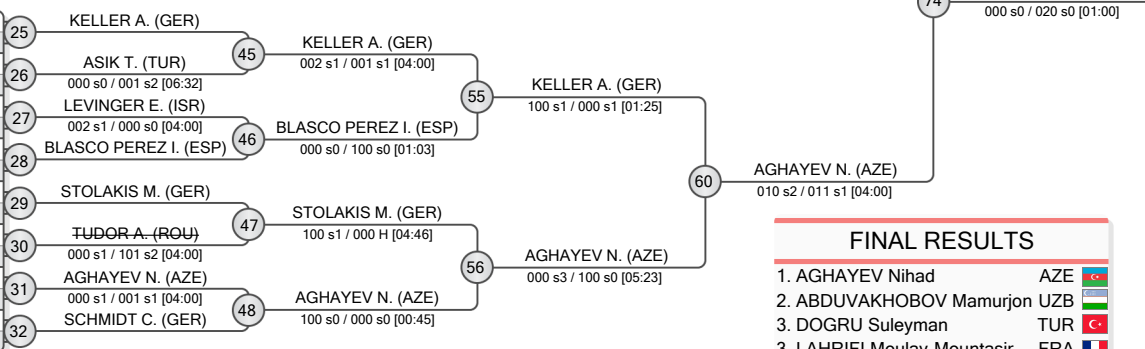 74
000 s0 / 020 s0 [01:00]
25
KELLER A. (GER)
45
KELLER A. (GER)
002 s1 / 001 s1 [04:00]
26
ASIK T. (TUR)
000 s0 / 001 s2 [06:32]
55
KELLER A. (GER)
100 s1 / 000 s1 [01:25]
27
LEVINGER E. (ISR)
002 s1 / 000 s0 [04:00]
46
BLASCO PEREZ I. (ESP)
000 s0 / 100 s0 [01:03]
28
BLASCO PEREZ I. (ESP)
60
AGHAYEV N. (AZE)
010 s2 / 011 s1 [04:00]
29
STOLAKIS M. (GER)
47
STOLAKIS M. (GER)
100 s1 / 000 H [04:46]
30
TUDOR A. (ROU)
000 s1 / 101 s2 [04:00]
56
AGHAYEV N. (AZE)
000 s3 / 100 s0 [05:23]
31
AGHAYEV N. (AZE)
000 s1 / 001 s1 [04:00]
48
AGHAYEV N. (AZE)
100 s0 / 000 s0 [00:45]
32
SCHMIDT C. (GER)
FINAL RESULTS
1. AGHAYEV Nihad AZE
2. ABDUVAKHOBOV Mamurjon UZB
3. DOGRU Suleyman TUR
3. LAHRIFI Moulay Mountasir FRA